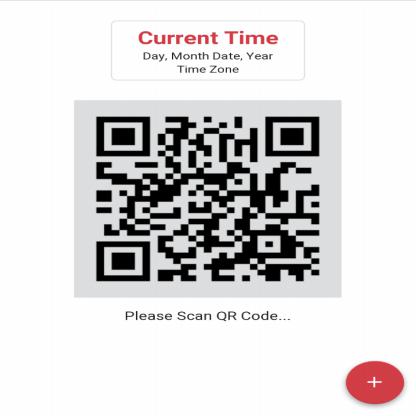 Current Time
Day, Month Date, Year
Time Zone
Please Scan QR Code...
+